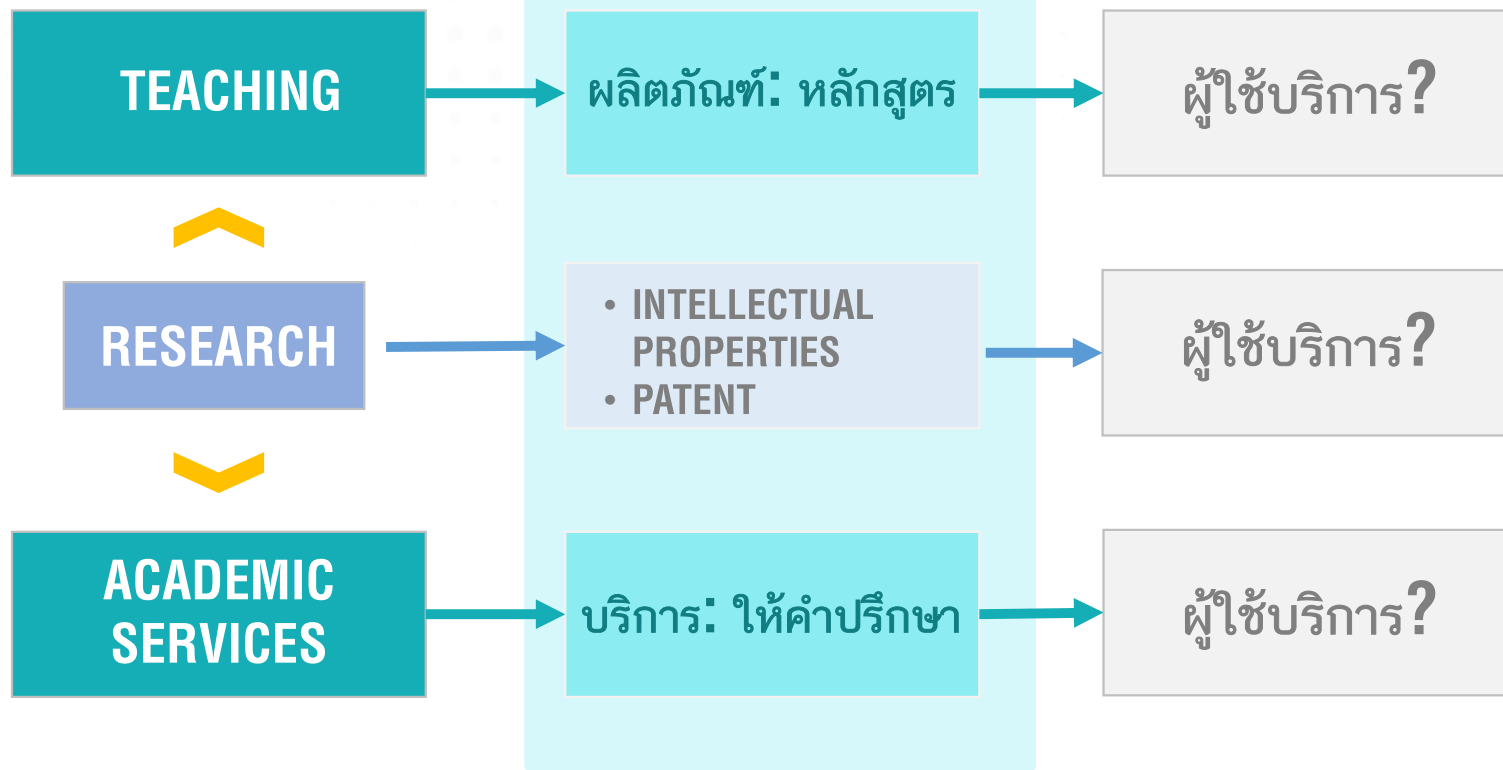 TEACHING
ผลิตภัณฑ์: หลักสูตร
ผู้ใช้บริการ?
RESEARCH
• INTELLECTUAL
PROPERTIES
• PATENT
ผู้ใช้บริการ?
ACADEMIC
SERVICES
บริการ: ให้คำปรึกษา
ผู้ใช้บริการ?